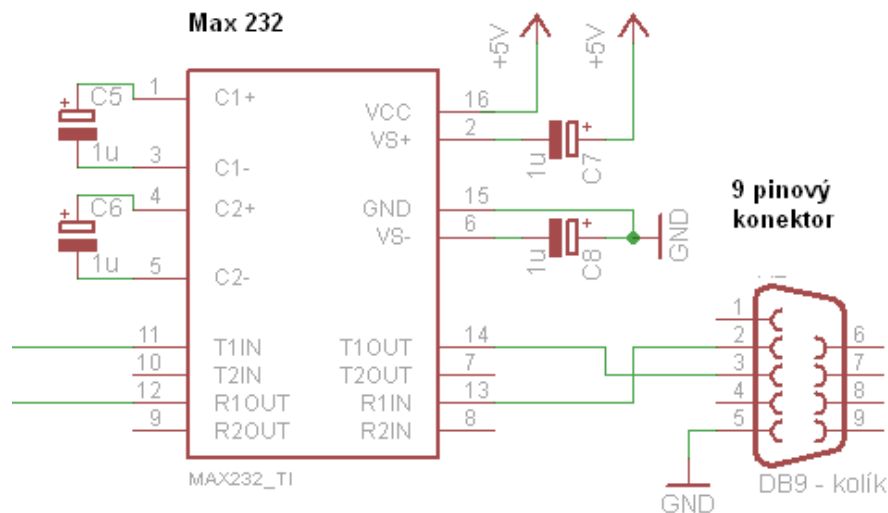 Max 232
+5V
+5V
C5
1u
1
C1+
3
C1-
C6
1u
4
C2+
5
C2-
11
T1IN
10
T2IN
12
R1OUT
9
R2OUT
VCC
16
VS+
2
1u
C7
GND
15
VS-
6
1u
C8
GND
T1OUT
14
T2OUT
7
R1IN
13
R2IN
8
MAX232_TI
9 pinový
konektor
1
2
3
4
5
6
7
8
9
GND
DB9 - kolík